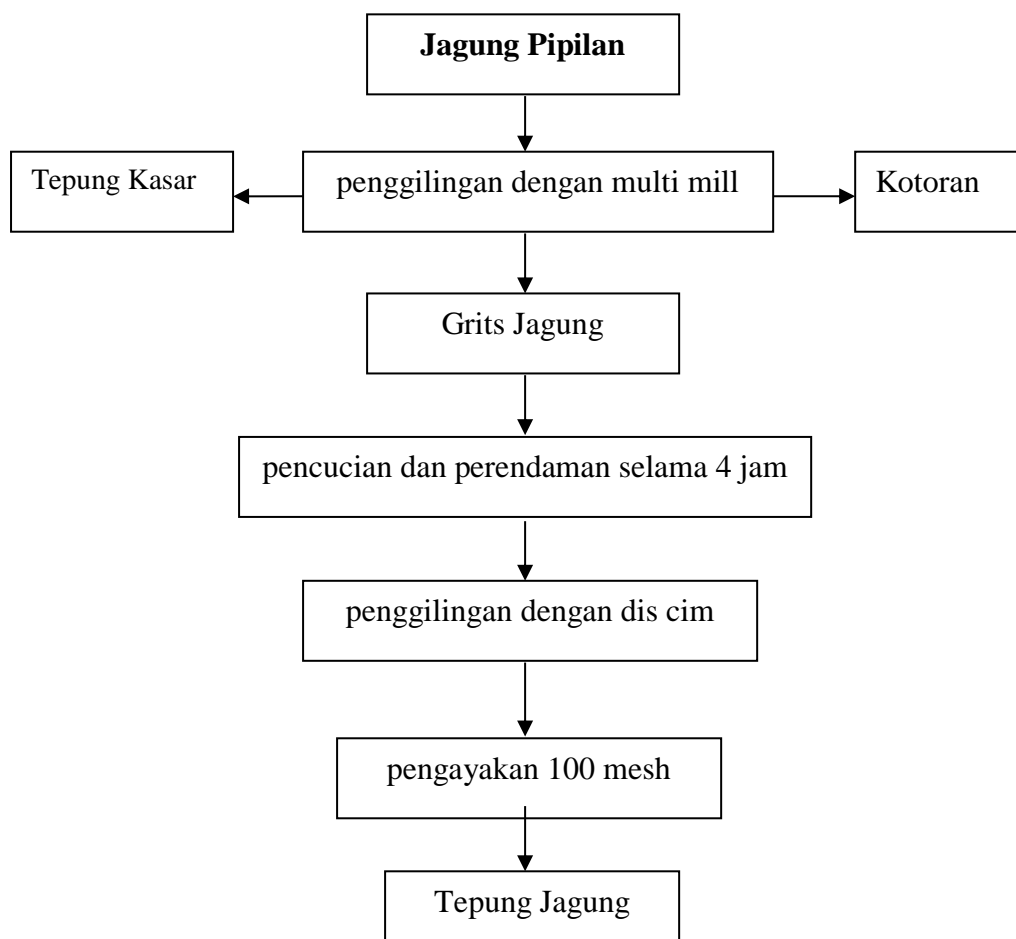 Jagung Pipilan
Tepung Kasar
penggilingan dengan multi mill
Kotoran
Grits Jagung
pencucian dan perendaman selama 4 jam
penggilingan dengan dis cim
pengayakan 100 mesh
Tepung Jagung